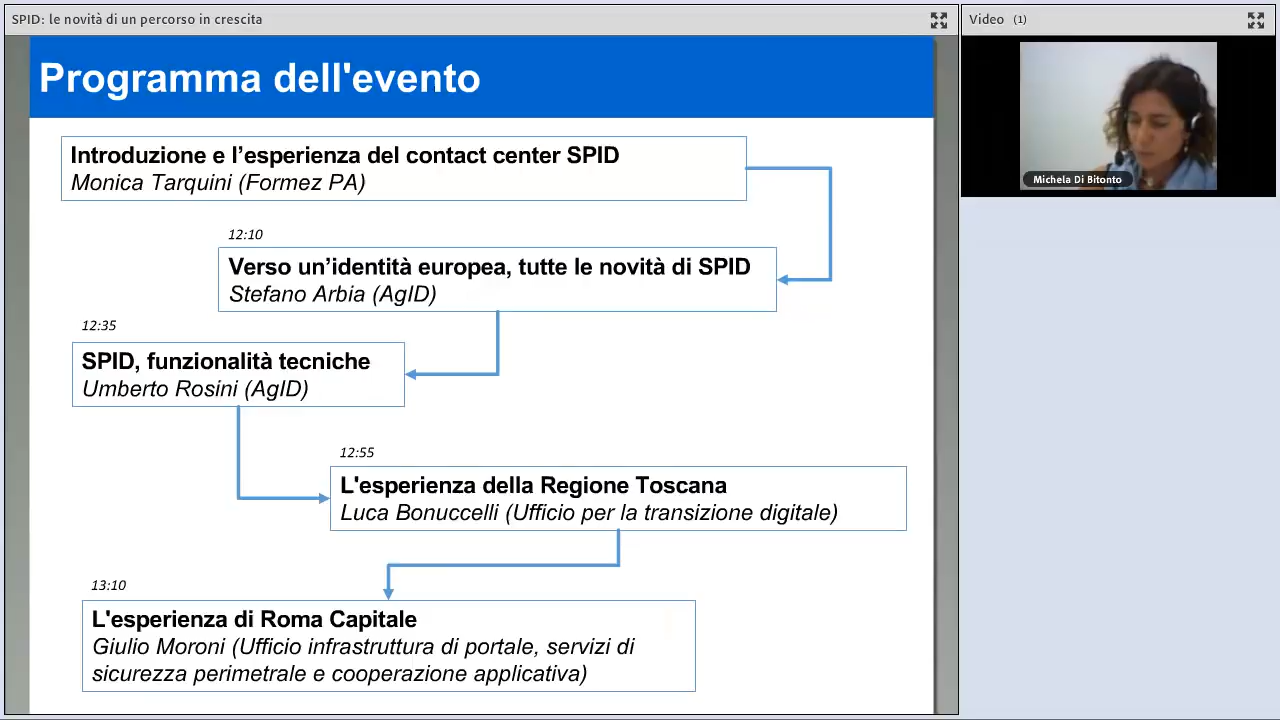 SPID: le novità di un percorso in crescita
Video (1)
Programma dell'evento
Introduzione e l’esperienza del contact center SPID
Monica Tarquini (Formez PA)
12:10
Verso un’identità europea, tutte le novità di SPID
Stefano Arbia (AgID)
12:35
SPID, funzionalità tecniche
Umberto Rosini (AgID)
12:55
L'esperienza della Regione Toscana
Luca Bonuccelli (Ufficio per la transizione digitale)
13:10
L'esperienza di Roma Capitale
Giulio Moroni (Ufficio infrastruttura di portale, servizi di
sicurezza perimetrale e cooperazione applicativa)
Michela Di Bitonto